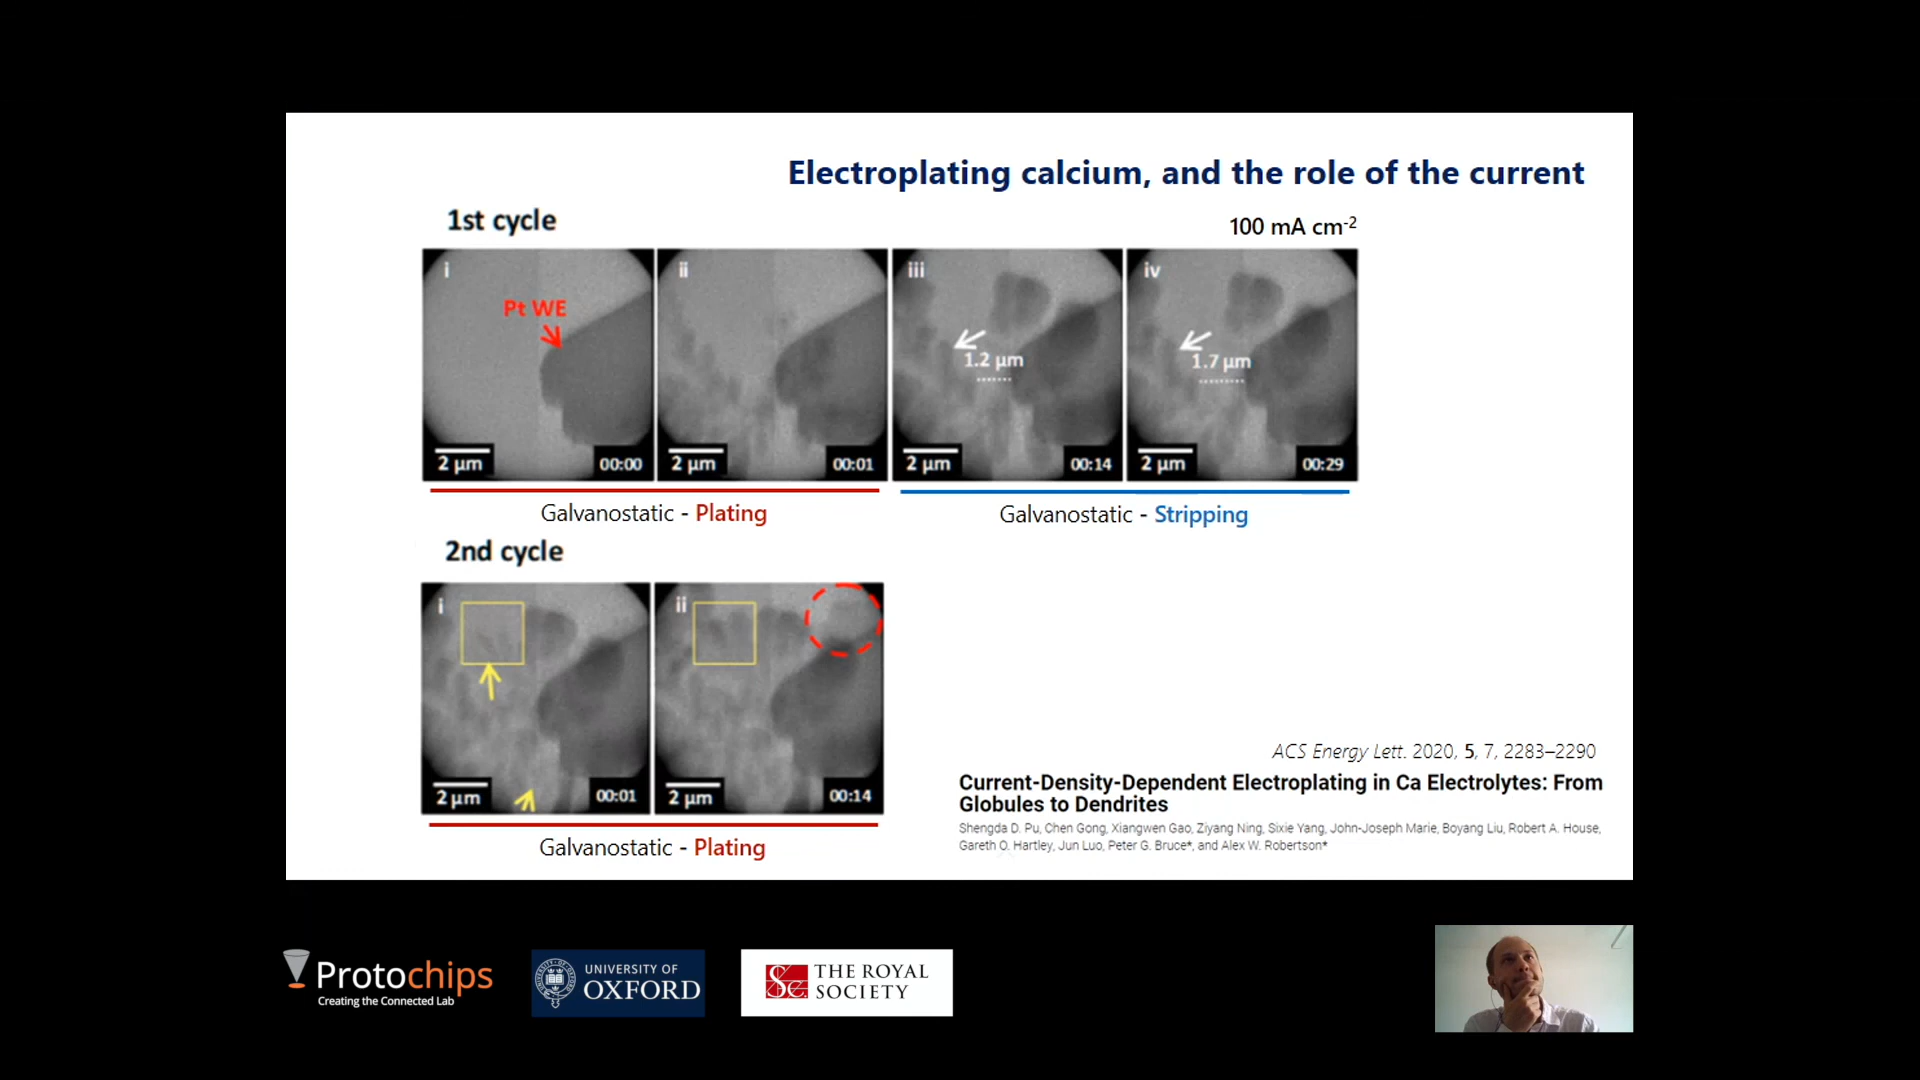 Electroplating calcium, and the role of the current
1st cycle
100 mA cm-2
i
Pt WE
2 μm
00:00
ii
2 μm
00:01
iii
1.2 μm
2 μm
00:14
iv
1.7 μm
2 μm
00:29
Galvanostatic - Plating
Galvanostatic - Stripping
2nd cycle
i
2 μm
00:01
ii
2 μm
00:14
Galvanostatic - Plating
ACS Energy Lett. 2020, 5, 7, 2283–2290
Current-Density-Dependent Electroplating in Ca Electrolytes: From
Globules to Dendrites
Shengda D. Pu, Chen Gong, Xiangwen Gao, Ziyang Ning, Sixie Yang, John-Joseph Marie, Boyang Liu, Robert A. House,
Gareth O. Hartley, Jun Luo, Peter G. Bruce*, and Alex W. Robertson*
Protochips
Creating the Connected Lab
UNIVERSITY OF
OXFORD
THE ROYAL
SOCIETY